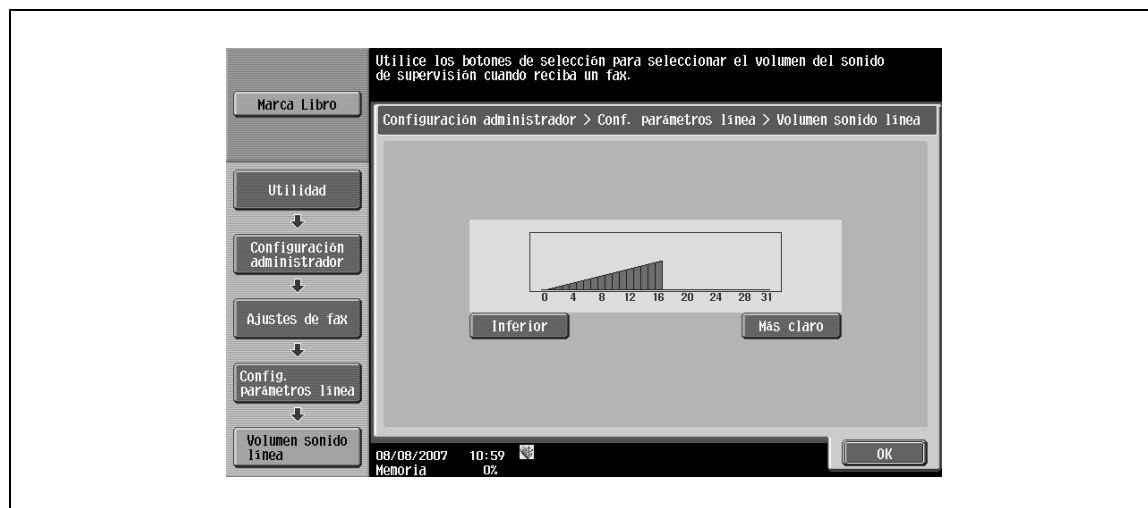 Utilice los botones de selección para seleccionar el volumen del sonido
de supervisión cuando reciba un fax.
Marca Libro
Configuración administrador > Conf. parámetros línea > Volumen sonido línea
Utilidad
Configuración
administrador
Ajustes de fax
Config.
parámetros línea
Volumen sonido
línea
0 4 8 12 16 20 24 28 31
Inferior
Más claro
08/08/2007 10:59
Memoria 0%
OK